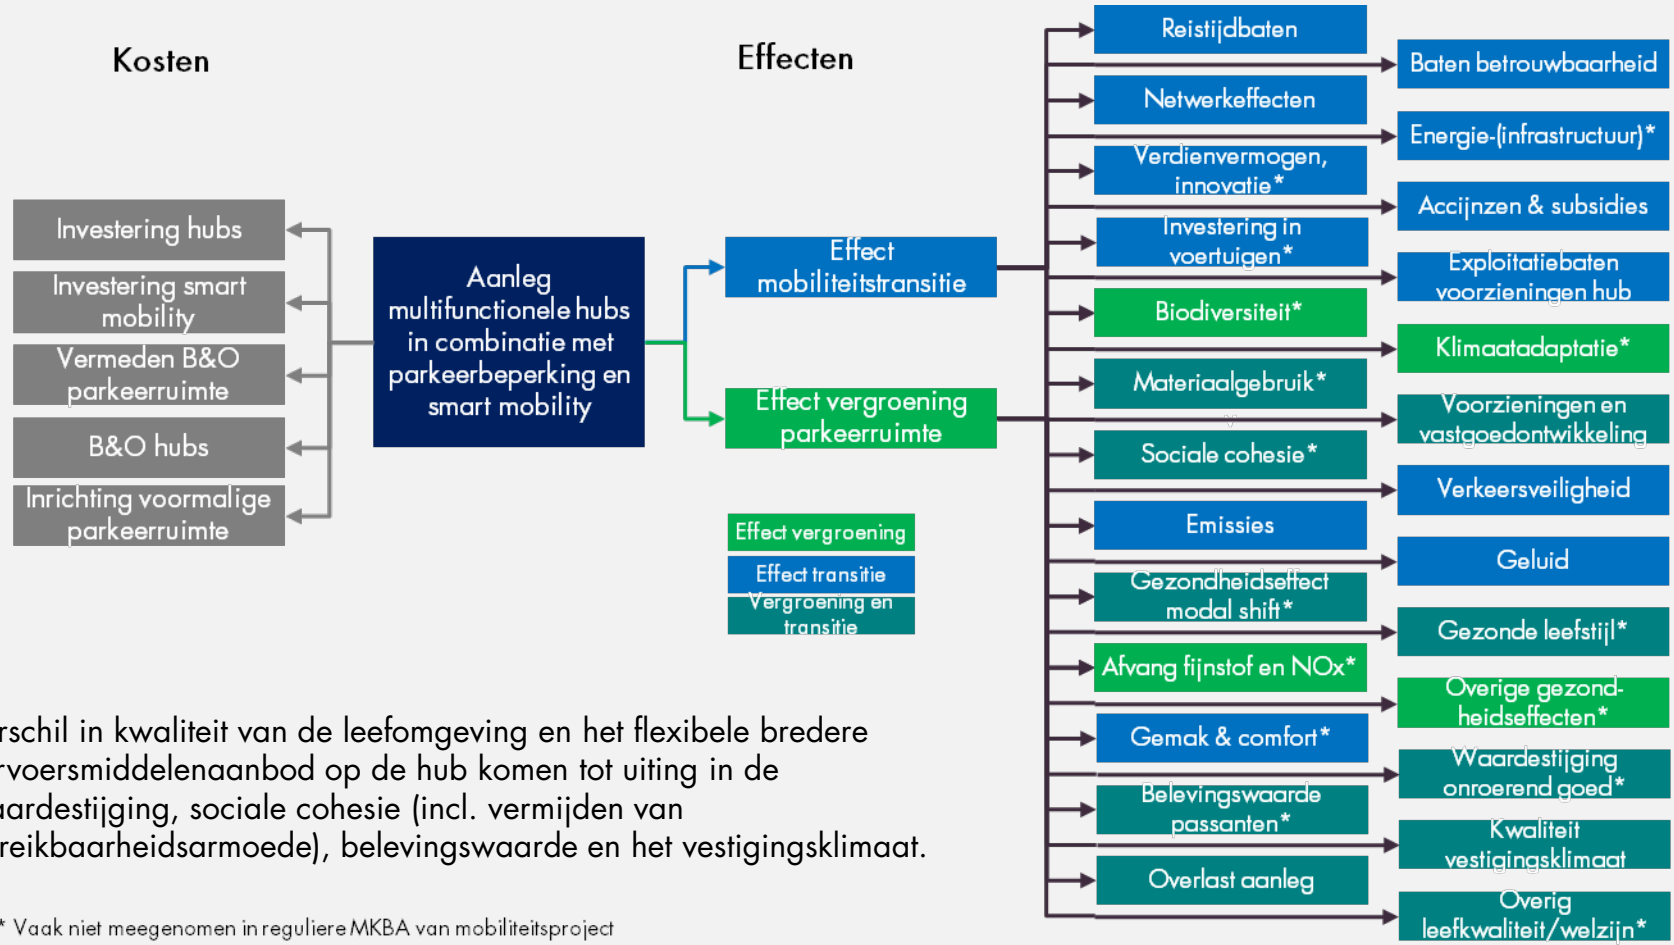 Kosten
Effecten
Investering hubs
Investering smart
mobility
Vermeden B&O
parkeerruimte
B&O hubs
Inrichting voormalige
parkeerruimte
Aanleg
multifunctionele hubs
in combinatie met
parkeerbeperking en
smart mobility
Effect
mobiliteitstransitie
Effect vergroening
parkeerruimte
Effect vergroening
Effect transitie
Vergroening en
transitie
Reistijdbaten
Baten betrouwbaarheid
Netwerkeffecten
Energie-(infrastructuur)*
Verdienvermogen,
innovatie*
Accijnzen & subsidies
Investering in
voertuigen*
Exploitatiebaten
voorzieningen hub
Biodiversiteit*
Klimaatadaptatie*
Materiaalgebruik*
Voorzieningen en
vastgoedontwikkeling
Sociale cohesie*
Verkeersveiligheid
Emissies
Geluid
Gezondheidseffect
modal shift*
Gezonde leefstijl*
Afvang fijnstof en NOx*
Overige gezond-
heidseffecten*
Gemak & comfort*
Waardestijging
onroerend goed*
Belevingswaarde
passanten*
Kwaliteit
vestigingsklimaat
Overlast aanleg
Overig
leefkwaliteit/welzijn*
rschil in kwaliteit van de leefomgeving en het flexibele bredere
rvoersmiddelenaanbod op de hub komen tot uiting in de
aardestijging, sociale cohesie (incl. vermijden van
reikbaarheidsarmoede), belevingswaarde en het vestigingsklimaat.
* Vaak niet meegenomen in reguliere MKBA van mobiliteitsproject